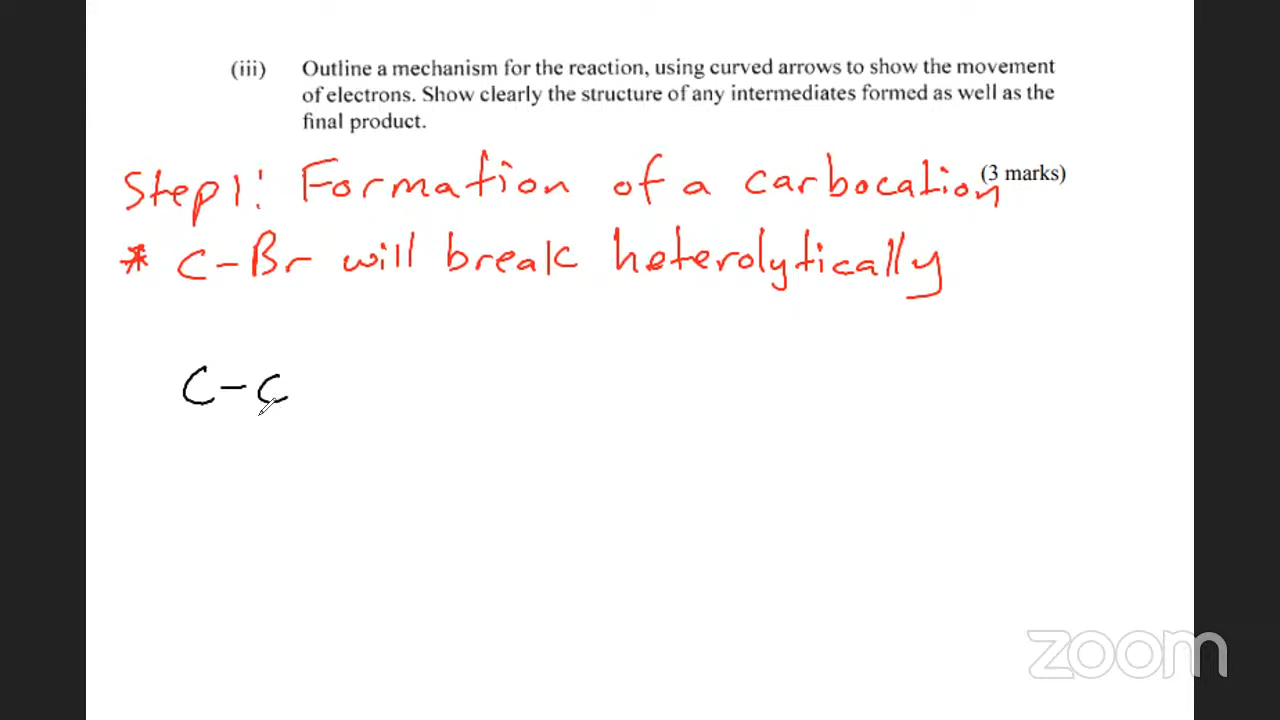 (iii) Outline a mechanism for the reaction, using curved arrows to show the movement
of electrons. Show clearly the structure of any intermediates formed as well as the
final product.
(3 marks)
Step1: Formation of a carbocation
* C-Br will break heterolytically
C-C
zoom